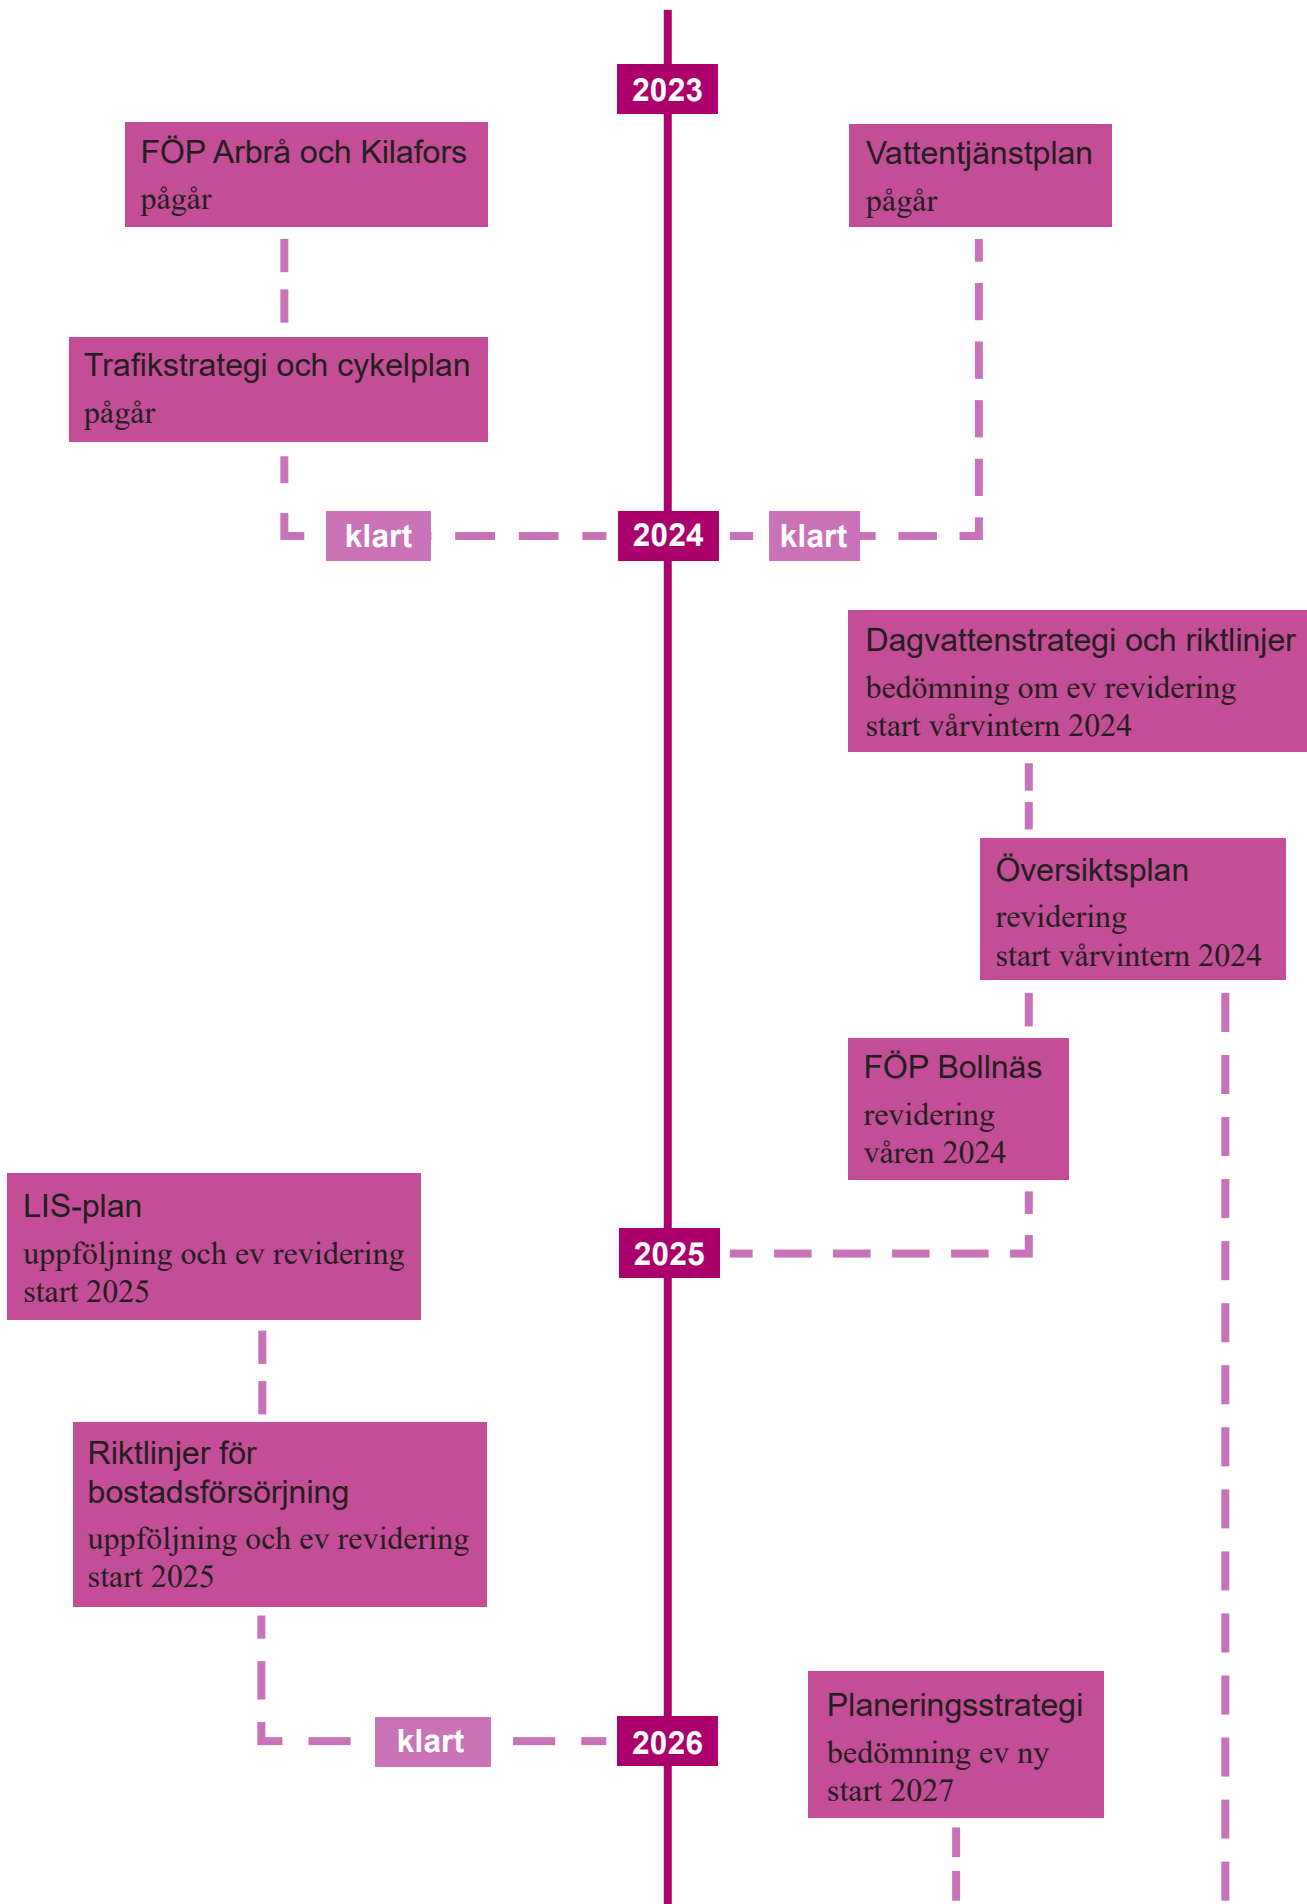 2023
FÖP Arbrå och Kilafors
pågår
Vattentjänstplan
pågår
Trafikstrategi och cykelplan
pågår
klart
2024
klart
Dagvattenstrategi och riktlinjer
bedömning om ev revidering
start vårvintern 2024
Översiktsplan
revidering
start vårvintern 2024
FÖP Bollnäs
revidering
våren 2024
LIS-plan
uppföljning och ev revidering
start 2025
2025
Riktlinjer för
bostadsförsörjning
uppföljning och ev revidering
start 2025
klart
2026
Planeringsstrategi
bedömning ev ny
start 2027